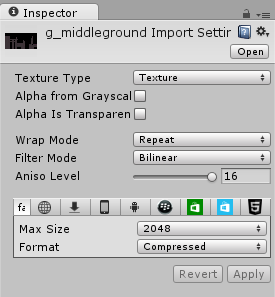 Inspector
g_middleground Import Settir
Open
Texture Type Texture
Alpha from Grayscal
Alpha Is Transparen
Wrap Mode Repeat
Filter Mode Bilinear
Aniso Level 16
Max Size 2048
Format Compressed
Revert Apply